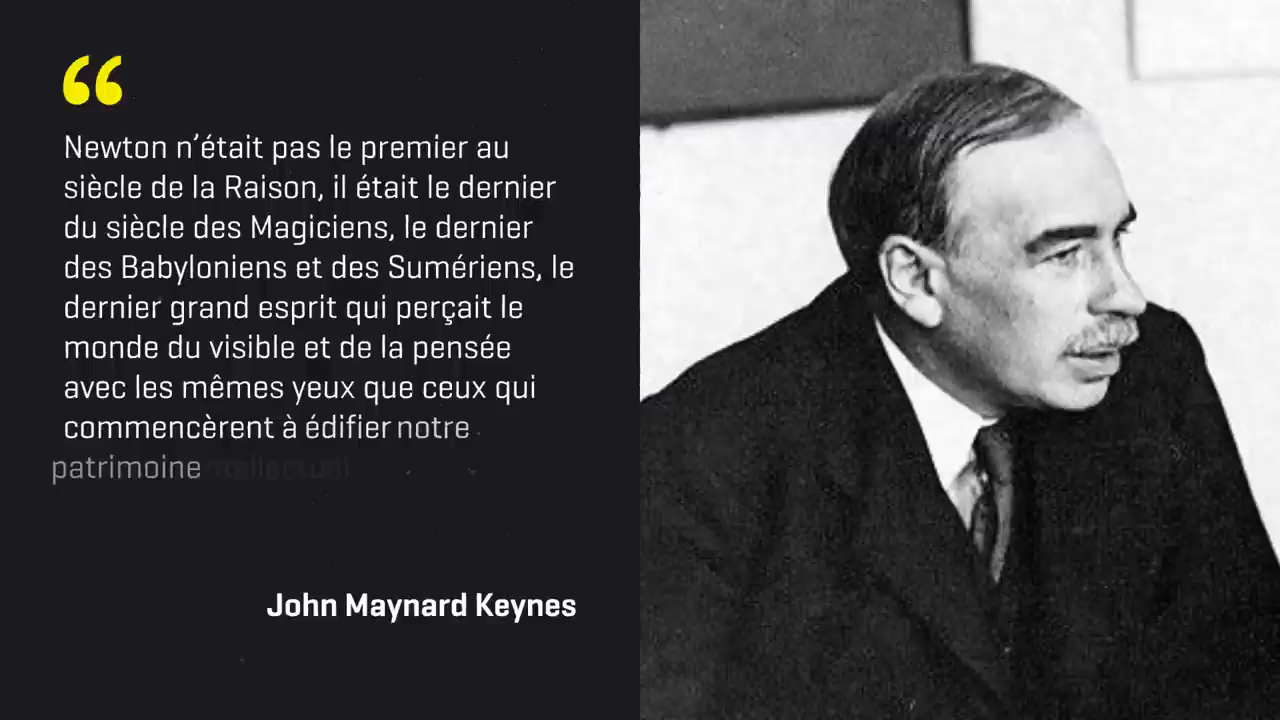 “
Newton n’était pas le premier au
siècle de la Raison, il était le dernier
du siècle des Magiciens, le dernier
des Babyloniens et des Sumériens, le
dernier grand esprit qui perçait le
monde du visible et de la pensée
avec les mêmes yeux que ceux qui
commencèrent à édifier notre
patrimoine
John Maynard Keynes